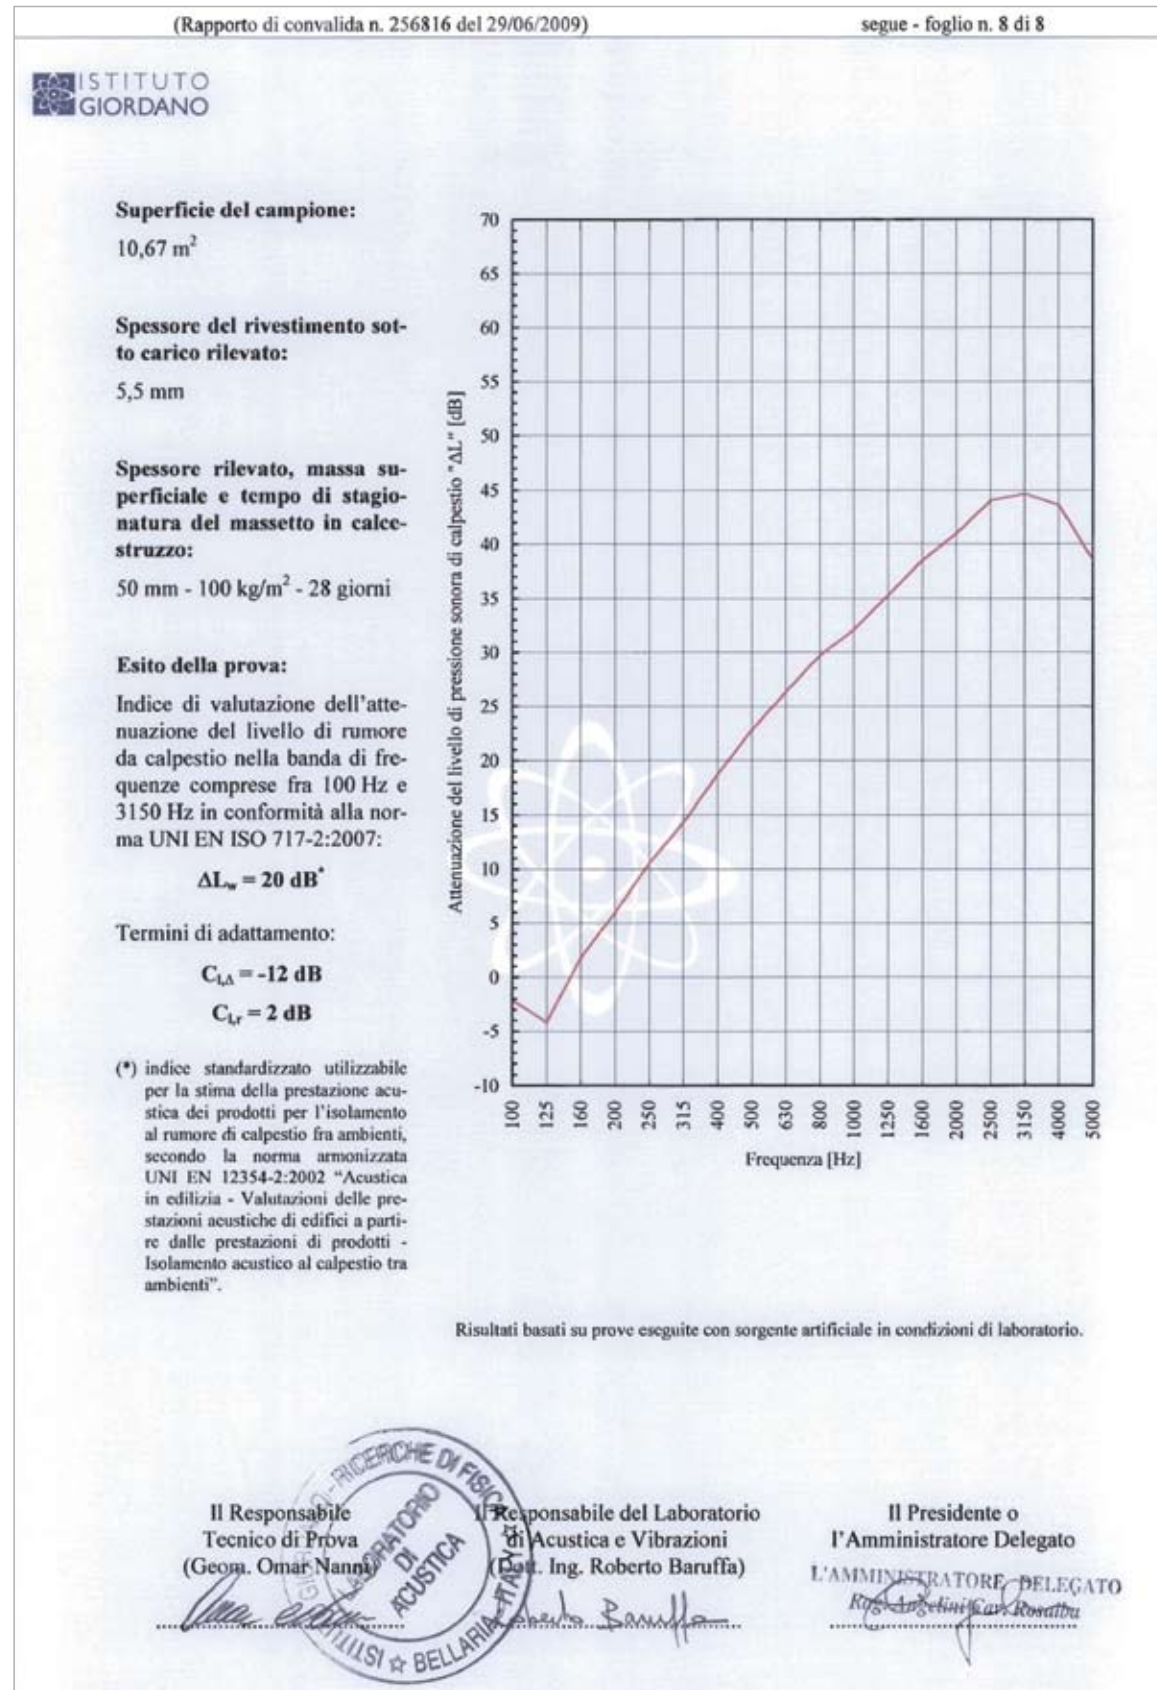 (Rapporto di convalida n. 256816 del 29/06/2009) segue - foglio n. 8 di 8
ISTITUTO
GIORDANO
Superficie del campione:
10,67 m²
Spessore del rivestimento sot-
to carico rilevato:
5,5 mm
Spessore rilevato, massa su-
perficiale e tempo di stagio-
natura del massetto in calce-
struzzo:
50 mm - 100 kg/m² - 28 giorni
Esito della prova:
Indice di valutazione dell'atte-
nuazione del livello di rumore
da calpestio nella banda di fre-
quenze comprese fra 100 Hz e
3150 Hz in conformità alla nor-
ma UNI EN ISO 717-2:2007:
ΔLw = 20 dB*
Termini di adattamento:
CI,Δ = -12 dB
CI,r = 2 dB
(*) indice standardizzato utilizzabile
per la stima della prestazione acu-
stica dei prodotti per l'isolamento
al rumore di calpestio fra ambienti,
secondo la norma armonizzata
UNI EN 12354-2:2002 "Acustica
in edilizia - Valutazioni delle pre-
stazioni acustiche di edifici a parti-
re dalle prestazioni di prodotti -
Isolamento acustico al calpestio tra
ambienti".
Attenuazione del livello di pressione sonora di calpestio "ΔL" [dB]
70
65
60
55
50
45
40
35
30
25
20
15
10
5
0
-5
-10
100 125 160 200 250 315 400 500 630 800 1000 1250 1600 2000 2500 3150 4000 5000
Frequenza [Hz]
Risultati basati su prove eseguite con sorgente artificiale in condizioni di laboratorio.
Il Responsabile
Tecnico di Prova
(Geom. Omar Nanni)
Il Responsabile del Laboratorio
di Acustica e Vibrazioni
(Dott. Ing. Roberto Baruffa)
Roberto Baruffa
Il Presidente o
l'Amministratore Delegato
L'AMMINISTRATORE DELEGATO
Rag. Angelini Cav. Rosalba
RICERCHE DI FISICA ☆ BELLARIA-ITALY
LABORATORIO
DI
ACUSTICA